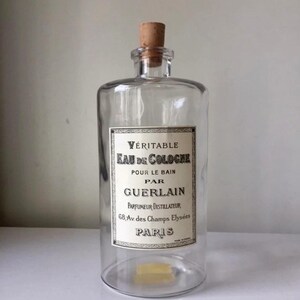 VÉRITABLE
EAU DE COLOGNE
POUR LE BAIN
PAR
GUERLAIN
PARFUMEUR-DISTILLATEUR
68, Av. des Champs Elysées
PARIS